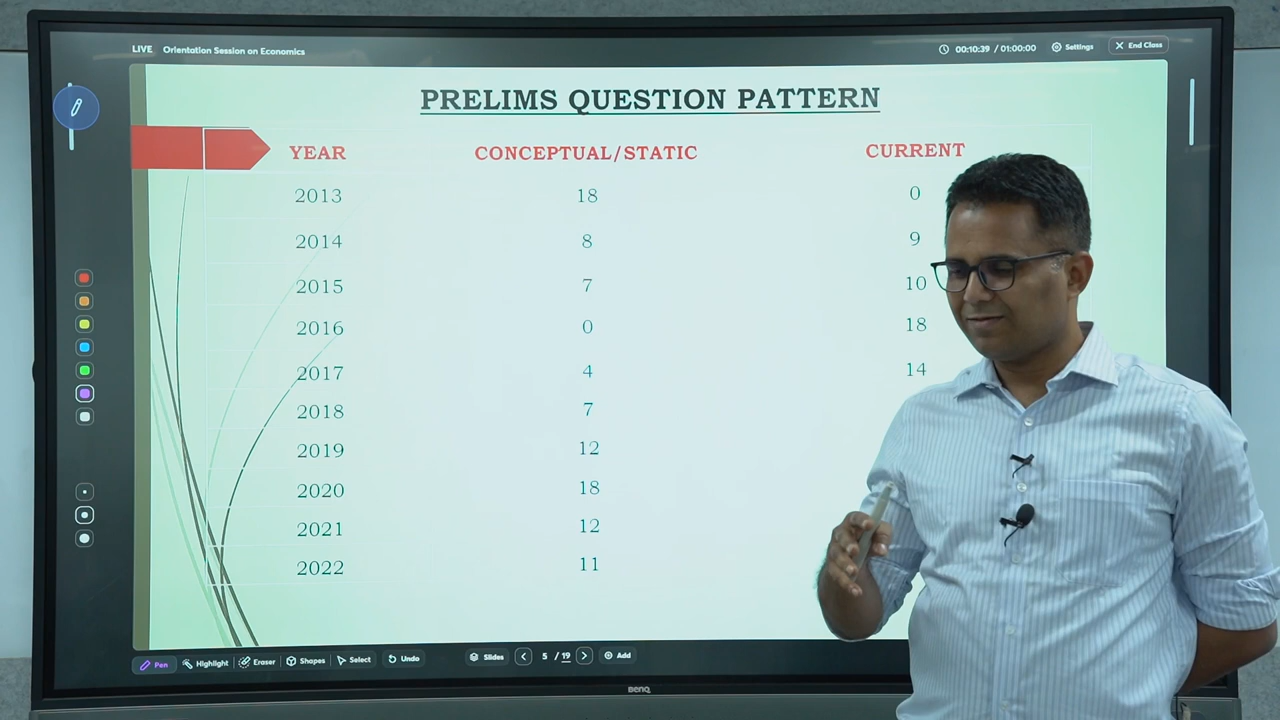 LIVE Orientation Session on Economics 00:10:39 / 01:00:00 Settings End Class
PRELIMS QUESTION PATTERN
YEAR CONCEPTUAL/STATIC CURRENT
2013 18 0
2014 8 9
2015 7 10
2016 0 18
2017 4 14
2018 7
2019 12
2020 18
2021 12
2022 11
Pen Highlight Eraser Shapes Select Undo Slides 5 / 19 Add
BENQ